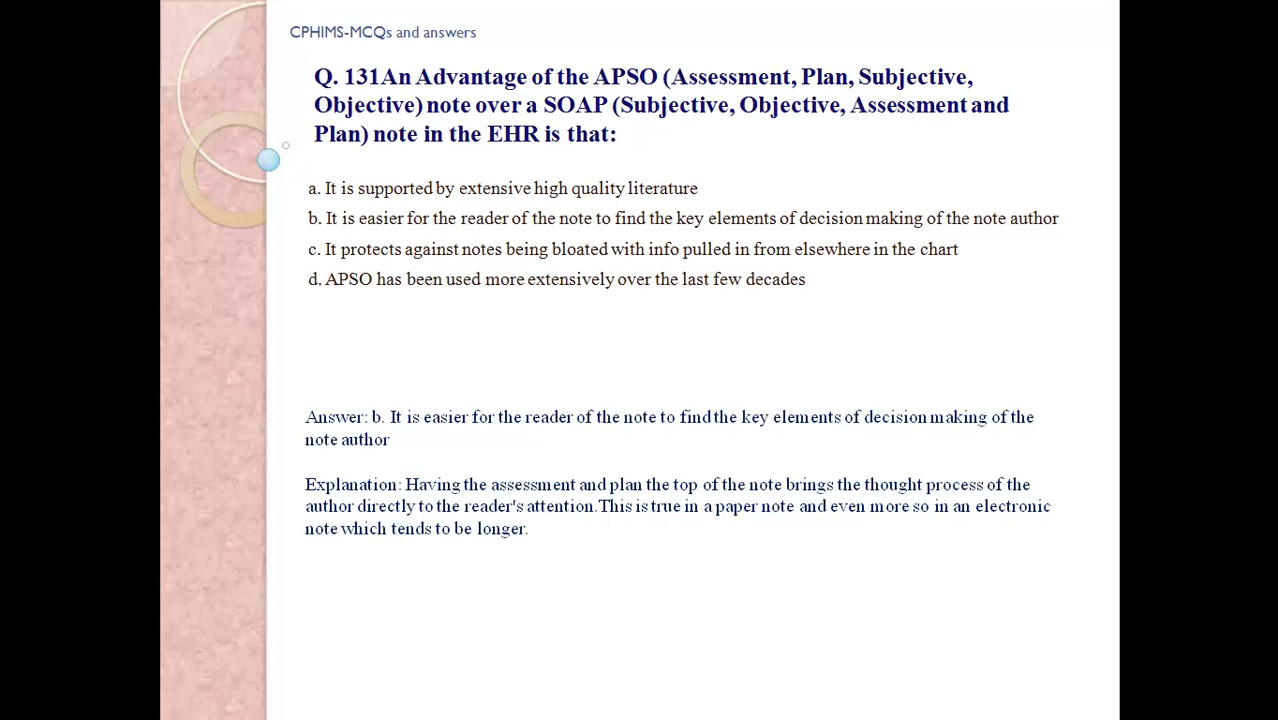 CPHIMS-MCQs and answers
Q. 131An Advantage of the APSO (Assessment, Plan, Subjective,
Objective) note over a SOAP (Subjective, Objective, Assessment and
Plan) note in the EHR is that:
a. It is supported by extensive high quality literature
b. It is easier for the reader of the note to find the key elements of decision making of the note author
c. It protects against notes being bloated with info pulled in from elsewhere in the chart
d. APSO has been used more extensively over the last few decades
Answer: b. It is easier for the reader of the note to find the key elements of decision making of the
note author
Explanation: Having the assessment and plan the top of the note brings the thought process of the
author directly to the reader's attention.This is true in a paper note and even more so in an electronic
note which tends to be longer.